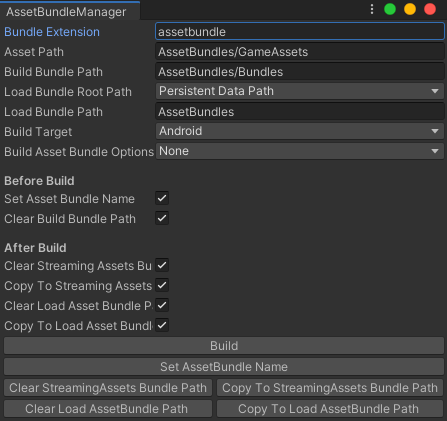 AssetBundleManager
Bundle Extension assetbundle
Asset Path AssetBundles/GameAssets
Build Bundle Path AssetBundles/Bundles
Load Bundle Root Path Persistent Data Path
Load Bundle Path AssetBundles
Build Target Android
Build Asset Bundle Options None
Before Build
Set Asset Bundle Name
Clear Build Bundle Path
After Build
Clear Streaming Assets Bu
Copy To Streaming Assets
Clear Load Asset Bundle P
Copy To Load Asset Bundl
Build
Set AssetBundle Name
Clear StreamingAssets Bundle Path Copy To StreamingAssets Bundle Path
Clear Load AssetBundle Path Copy To Load AssetBundle Path